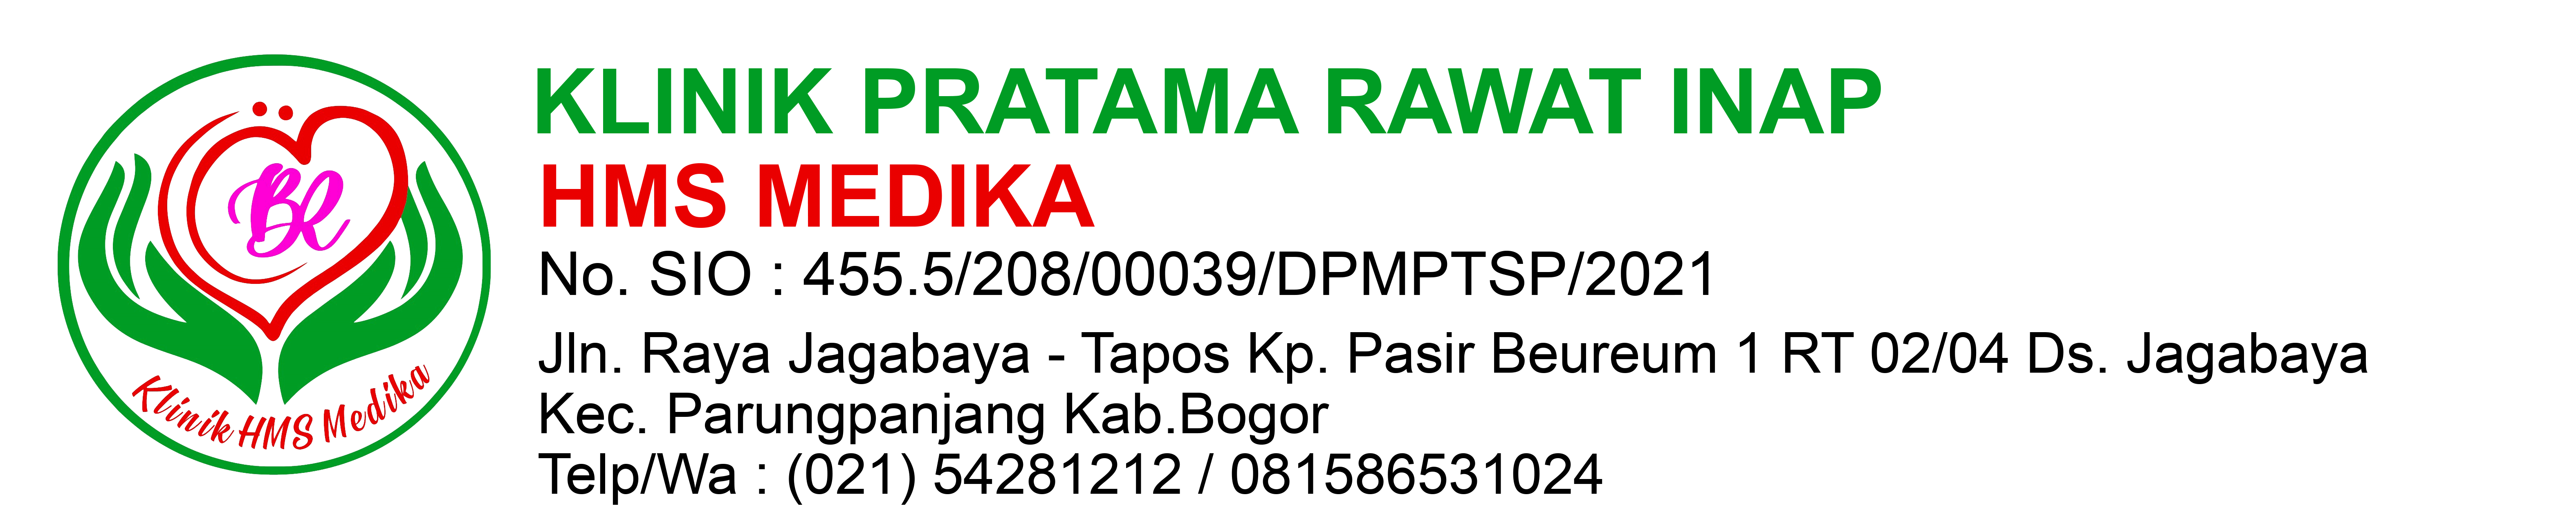 BL
Klinik HMS Medika
KLINIK PRATAMA RAWAT INAP
HMS MEDIKA
No. SIO : 455.5/208/00039/DPMPTSP/2021
Jln. Raya Jagabaya - Tapos Kp. Pasir Beureum 1 RT 02/04 Ds. Jagabaya
Kec. Parungpanjang Kab.Bogor
Telp/Wa : (021) 54281212 / 081586531024